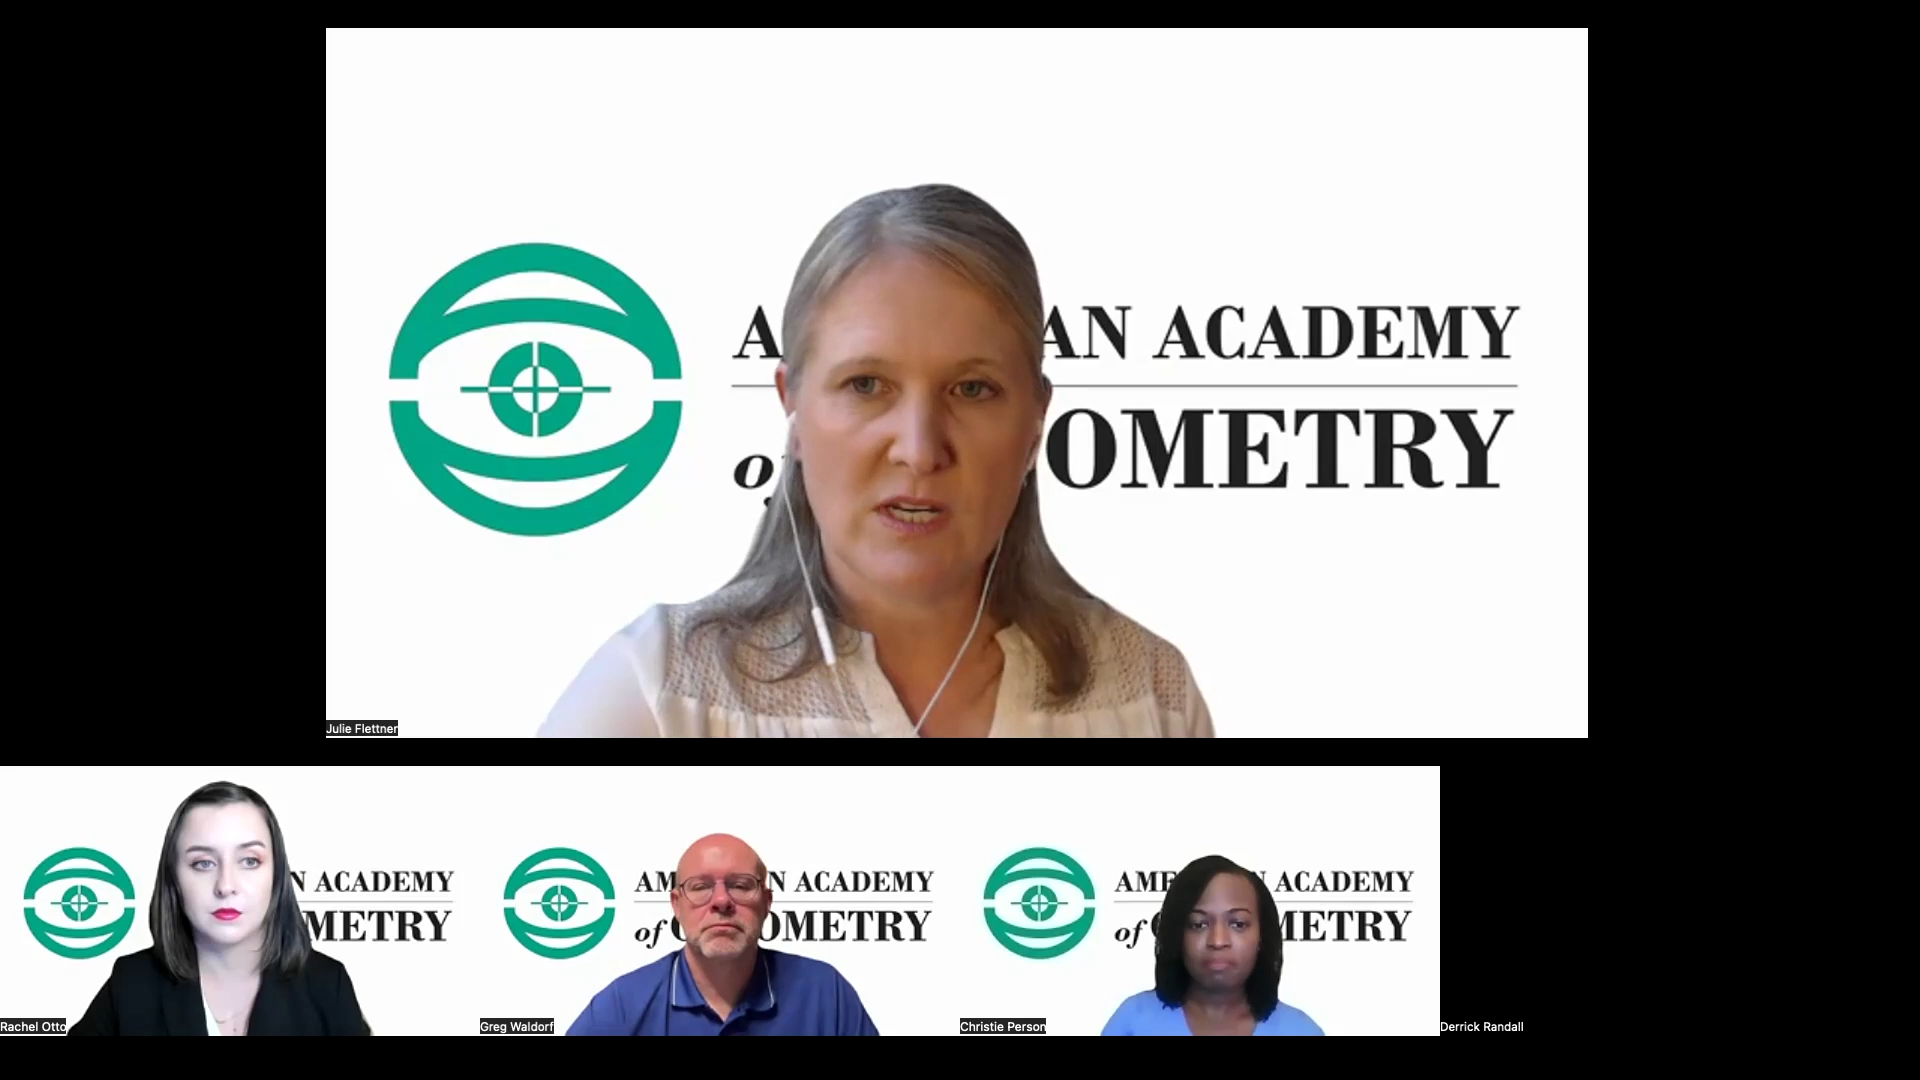 A AN ACADEMY
of OMETRY
Julie Flettner
N ACADEMY
METRY
Rachel Otto
AM N ACADEMY
of OMETRY
Greg Waldorf
AME ACADEMY
of METRY
Christie Person
Derrick Randall